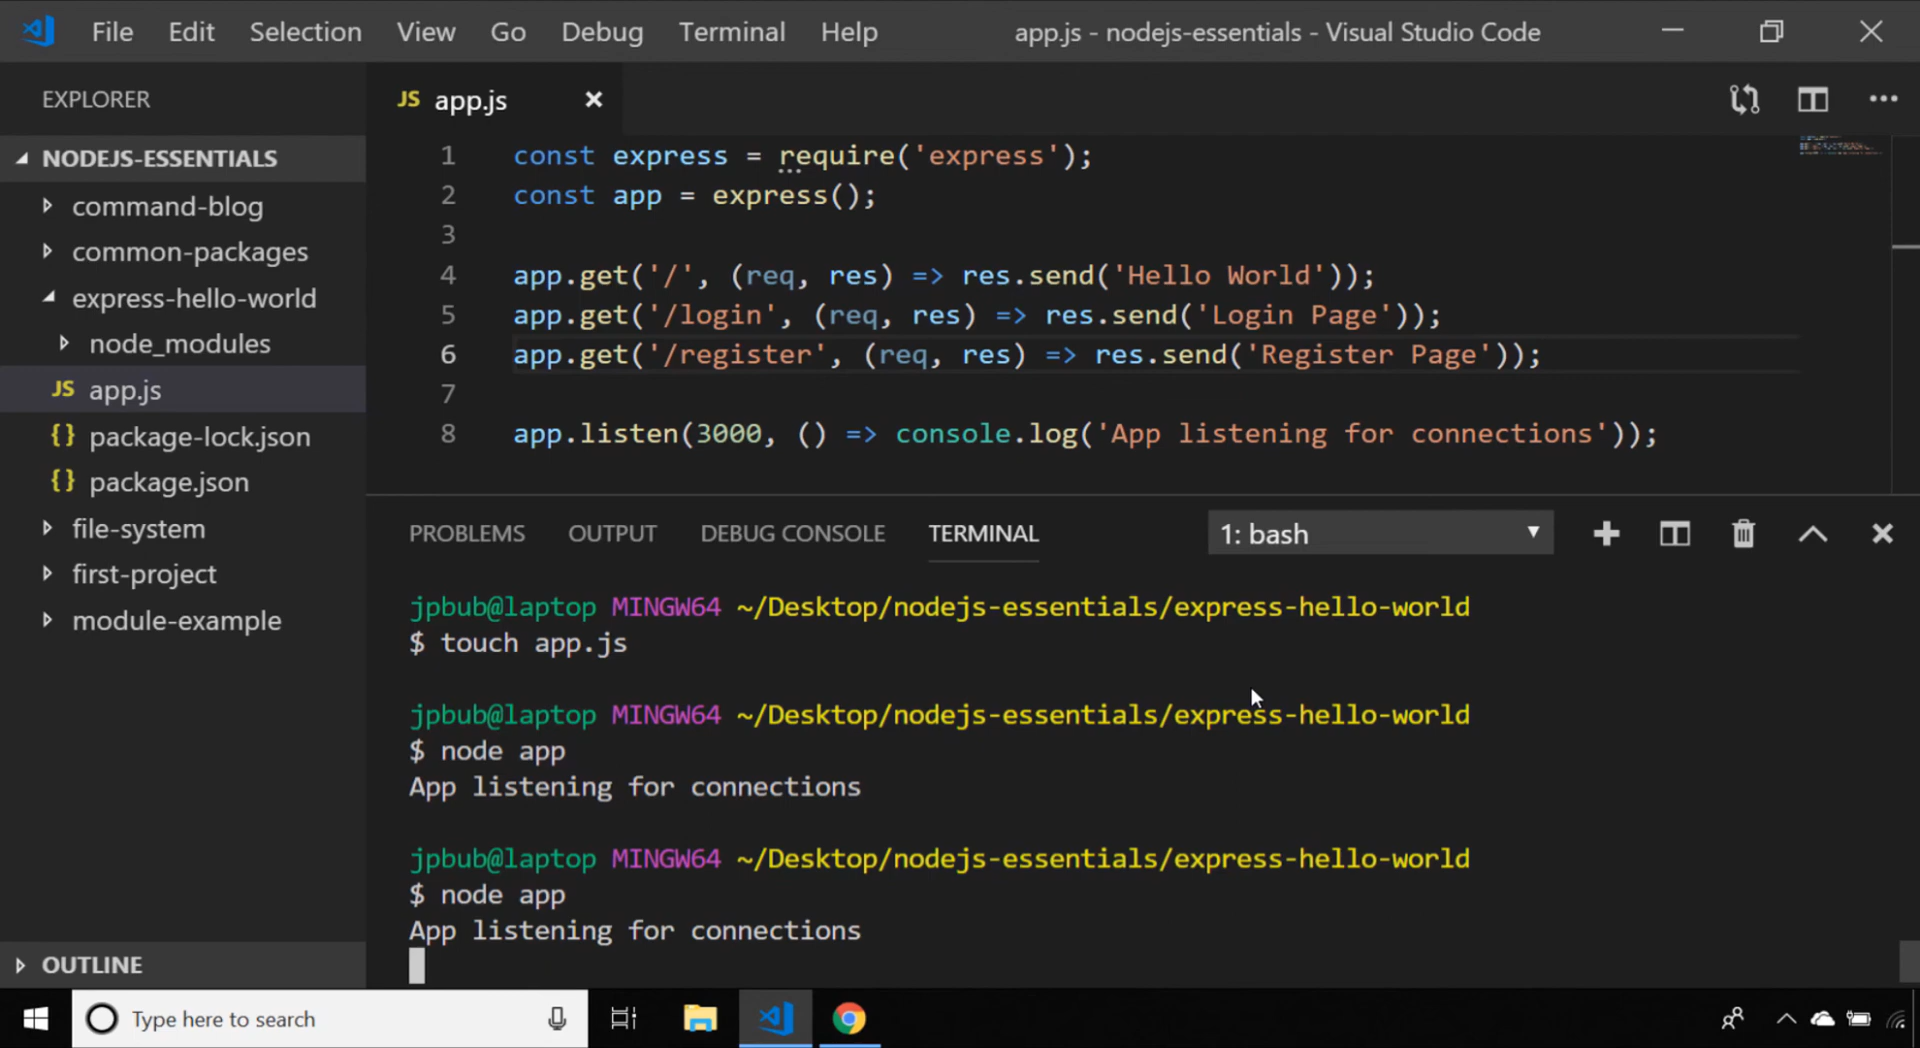 File Edit Selection View Go Debug Terminal Help app.js - nodejs-essentials - Visual Studio Code
EXPLORER
JS app.js
NODEJS-ESSENTIALS
command-blog
common-packages
express-hello-world
node_modules
JS app.js
{} package-lock.json
{} package.json
file-system
first-project
module-example
OUTLINE
1 const express = require('express');
2 const app = express();
3
4 app.get('/', (req, res) => res.send('Hello World'));
5 app.get('/login', (req, res) => res.send('Login Page'));
6 app.get('/register', (req, res) => res.send('Register Page'));
7
8 app.listen(3000, () => console.log('App listening for connections'));
PROBLEMS OUTPUT DEBUG CONSOLE TERMINAL 1: bash
jpbub@laptop MINGW64 ~/Desktop/nodejs-essentials/express-hello-world
$ touch app.js
jpbub@laptop MINGW64 ~/Desktop/nodejs-essentials/express-hello-world
$ node app
App listening for connections
jpbub@laptop MINGW64 ~/Desktop/nodejs-essentials/express-hello-world
$ node app
App listening for connections
Type here to search